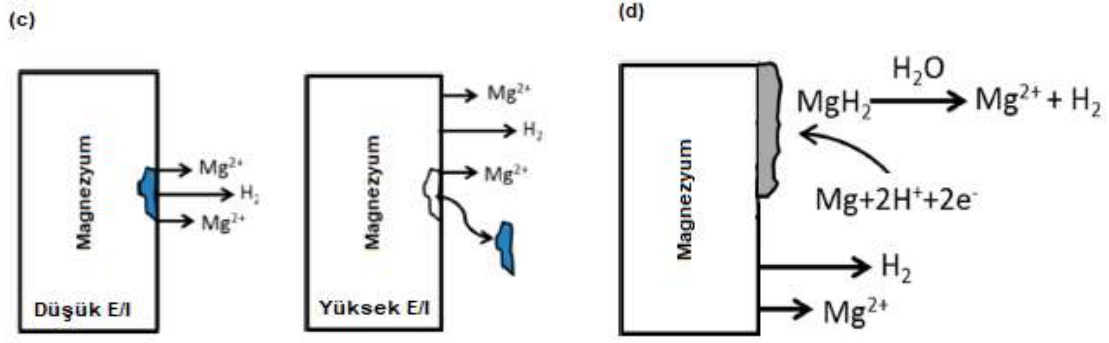 (c)
Magnezyum
Mg²⁺
H₂
Mg²⁺
Düşük E/I
Magnezyum
Mg²⁺
H₂
Mg²⁺
Yüksek E/I
(d)
Magnezyum
H₂O
MgH₂ Mg²⁺ + H₂
Mg+2H⁺+2e⁻
H₂
Mg²⁺